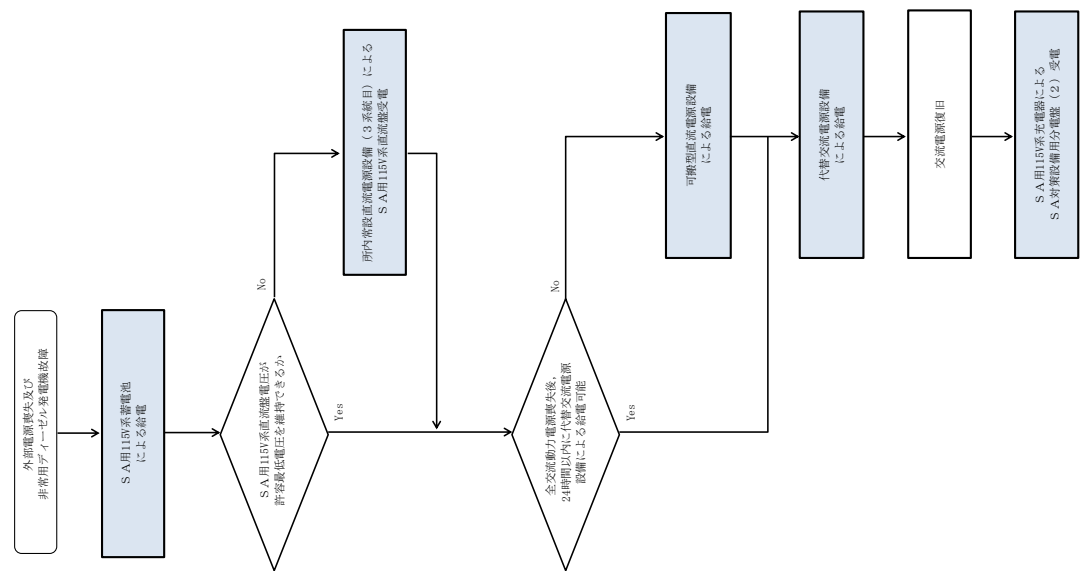 外部電源喪失及び
非常用ディーゼル発電機故障
ＳＡ用115V系蓄電池
による給電
ＳＡ用115V系直流盤電圧が
許容最低電圧を維持できるか
No
Yes
所内常設直流電源設備（３系統目）による
ＳＡ用115V系直流盤受電
全交流動力電源喪失後，
24時間以内に代替交流電源
設備による給電可能
No
Yes
可搬型直流電源設備
による給電
代替交流電源設備
による給電
交流電源復旧
ＳＡ用115V系充電器による
ＳＡ対策設備用分電盤（２）受電